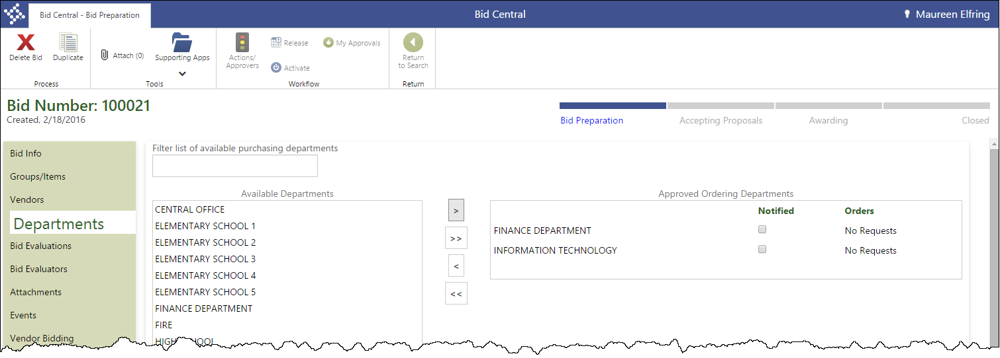 Bid Central - Bid Preparation
Bid Central
Maureen Elfring
Delete Bid
Duplicate
Process
Attach (0)
Supporting Apps
Tools
Actions/
Approvers
Release
Activate
My Approvals
Workflow
Return
to Search
Return
Bid Number: 100021
Created, 2/18/2016
Bid Preparation
Accepting Proposals
Awarding
Closed
Bid Info
Groups/Items
Vendors
Departments
Bid Evaluations
Bid Evaluators
Attachments
Events
Vendor Bidding
Filter list of available purchasing departments
Available Departments
CENTRAL OFFICE
ELEMENTARY SCHOOL 1
ELEMENTARY SCHOOL 2
ELEMENTARY SCHOOL 3
ELEMENTARY SCHOOL 4
ELEMENTARY SCHOOL 5
FINANCE DEPARTMENT
FIRE
HIGH SCHOOL
>
>>
<
<<
Approved Ordering Departments
Notified Orders
FINANCE DEPARTMENT No Requests
INFORMATION TECHNOLOGY No Requests